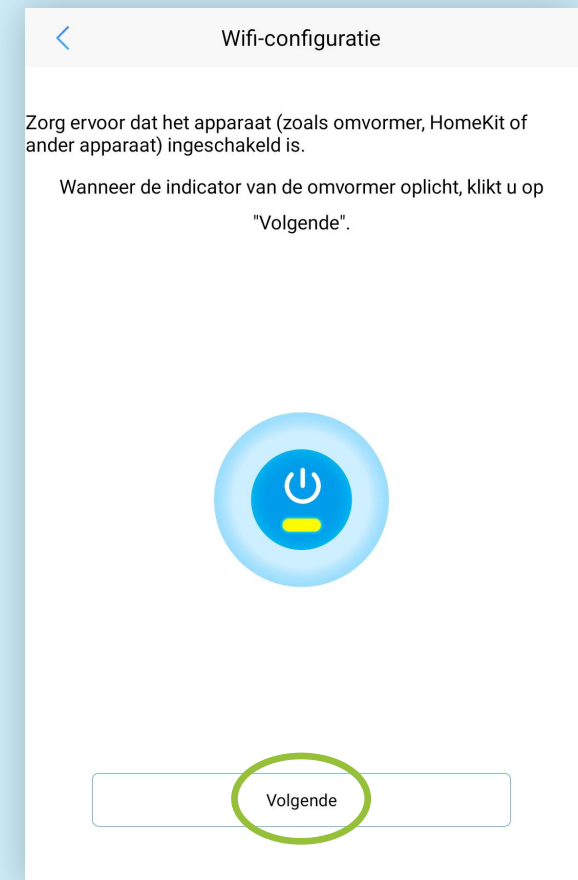 Wifi-configuratie
Zorg ervoor dat het apparaat (zoals omvormer, HomeKit of
ander apparaat) ingeschakeld is.
Wanneer de indicator van de omvormer oplicht, klikt u op
"Volgende".
Volgende